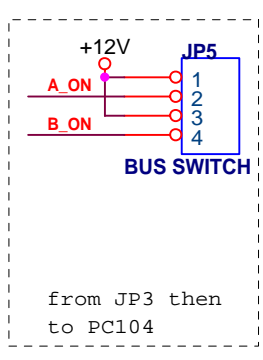 +12V
JP5
1
A_ON
2
3
B_ON
4
BUS SWITCH
from JP3 then
to PC104